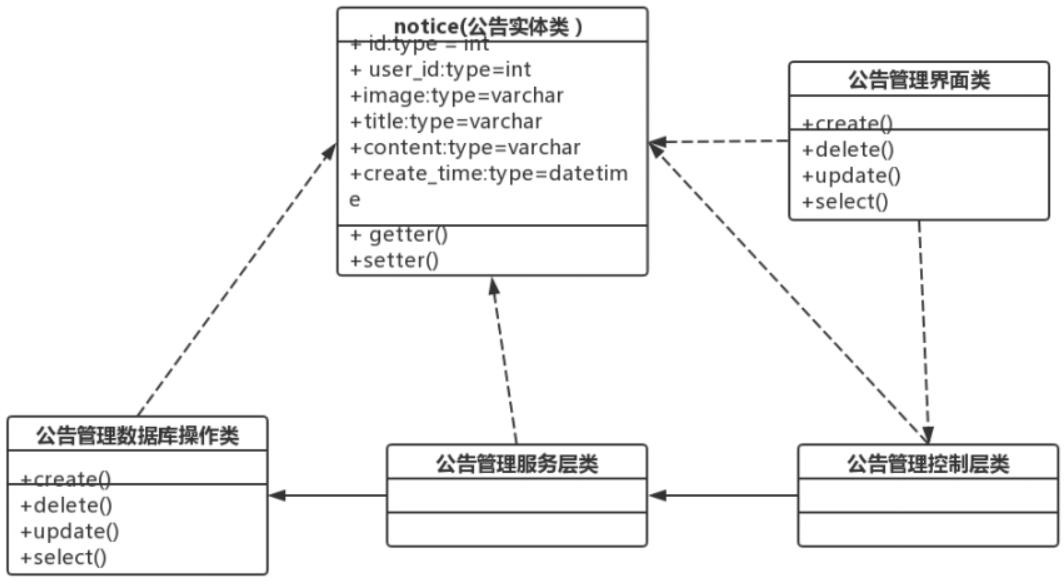 notice(公告实体类 )
+ id:type = int
+ user_id:type=int
+image:type=varchar
+title:type=varchar
+content:type=varchar
+create_time:type=datetim
e
+ getter()
+setter()
公告管理界面类
+create()
+delete()
+update()
+select()
公告管理数据库操作类
+create()
+delete()
+update()
+select()
公告管理服务层类
公告管理控制层类